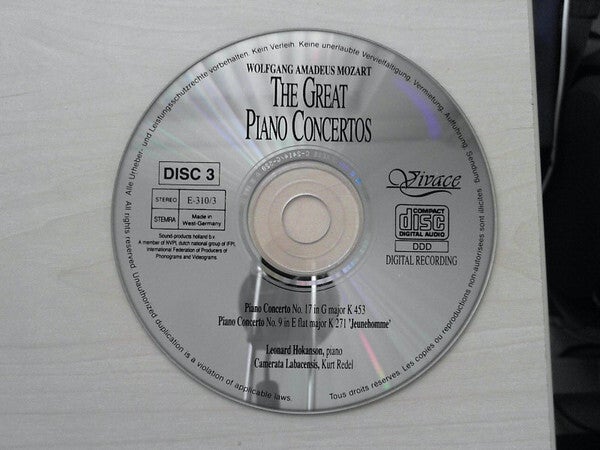 Alle Urheber- und Leistungsschutzrechte vorbehalten. Kein Verleih. Keine unerlaubte Vervielfältigung, Vermietung, Aufführung, Sendung
WOLFGANG AMADEUS MOZART
THE GREAT
PIANO CONCERTOS
DISC 3
STEREO
E-310/3
STEMRA
Made in
West-Germany
Sound-products holland b.v.
A member of NVPI, dutch national group of IFPI,
International Federation of Producers of
Phonograms and Videograms
Vivace
COMPACT
disc
DIGITAL AUDIO
DDD
DIGITAL RECORDING
Piano Concerto No. 17 in G major K 453
Piano Concerto No. 9 in E flat major K 271 'Jeunehomme'
Leonard Hokanson, piano
Camerata Labacensis, Kurt Redel
All rights reserved. Unauthorized duplication is a violation of applicable laws.
Tous droits réservés. Les copies ou reproductions non-autorisées sont illicites